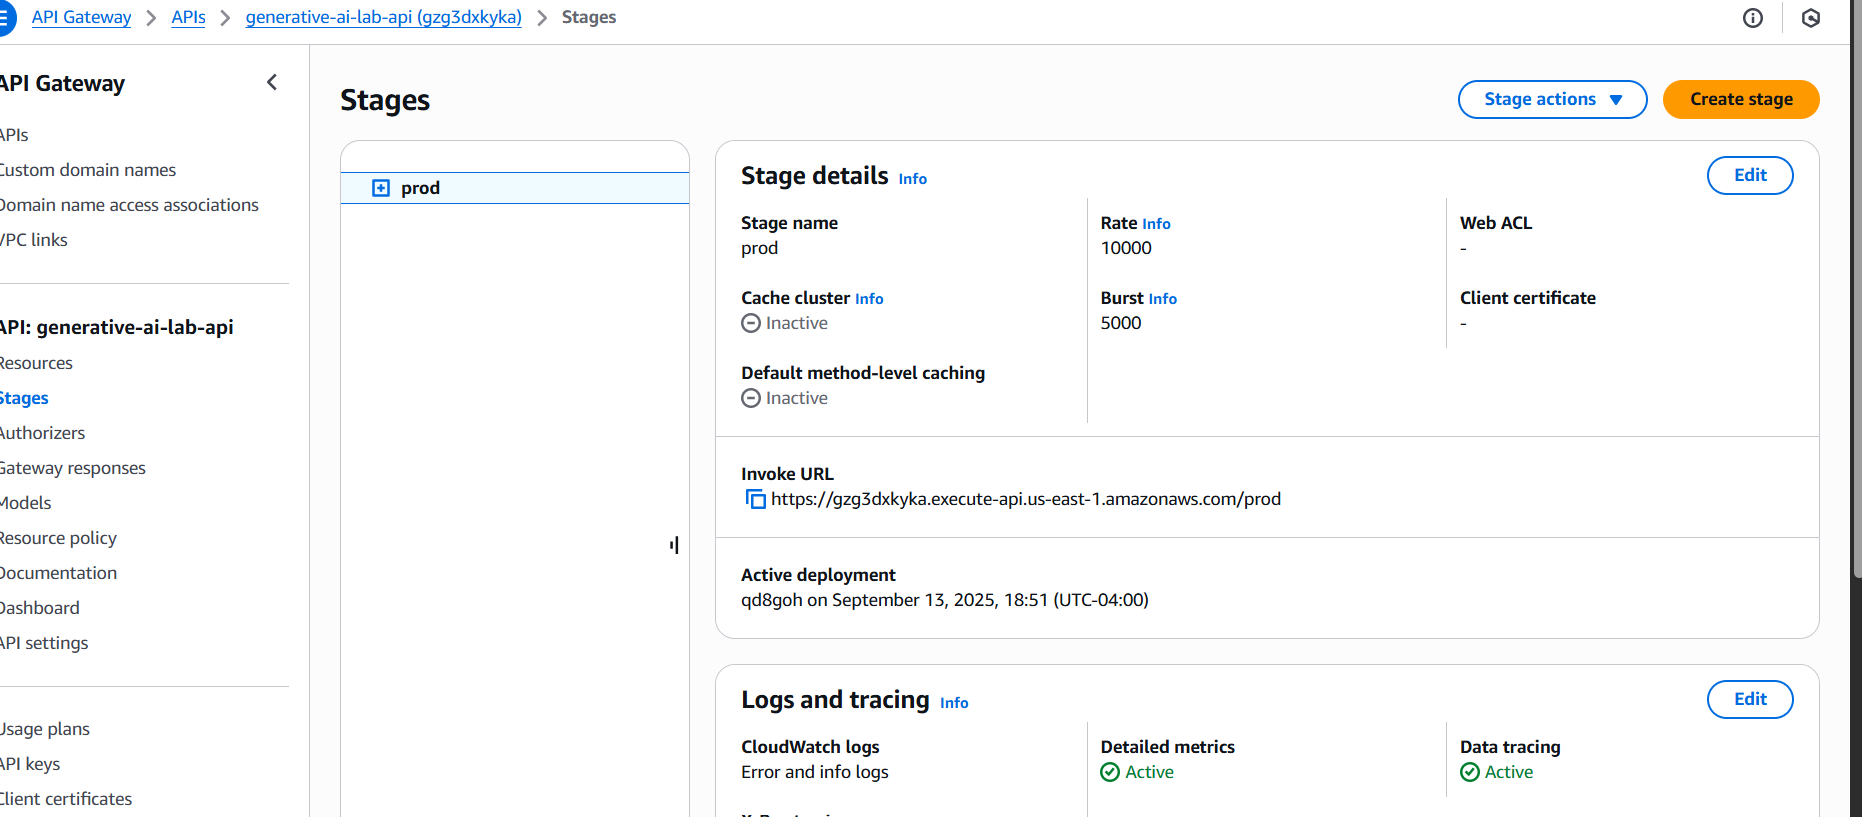 API Gateway > APIs > generative-ai-lab-api (gzg3dxkyka) > Stages
API Gateway
APIs
Custom domain names
Domain name access associations
VPC links
API: generative-ai-lab-api
Resources
Stages
Authorizers
Gateway responses
Models
Resource policy
Documentation
Dashboard
API settings
Usage plans
API keys
Client certificates
Stages
Stage actions
Create stage
prod
Stage details Info
Edit
Stage name
prod
Rate Info
10000
Web ACL
-
Cache cluster Info
Inactive
Burst Info
5000
Client certificate
-
Default method-level caching
Inactive
Invoke URL
https://gzg3dxkyka.execute-api.us-east-1.amazonaws.com/prod
Active deployment
qd8goh on September 13, 2025, 18:51 (UTC-04:00)
Logs and tracing Info
Edit
CloudWatch logs
Error and info logs
Detailed metrics
Active
Data tracing
Active